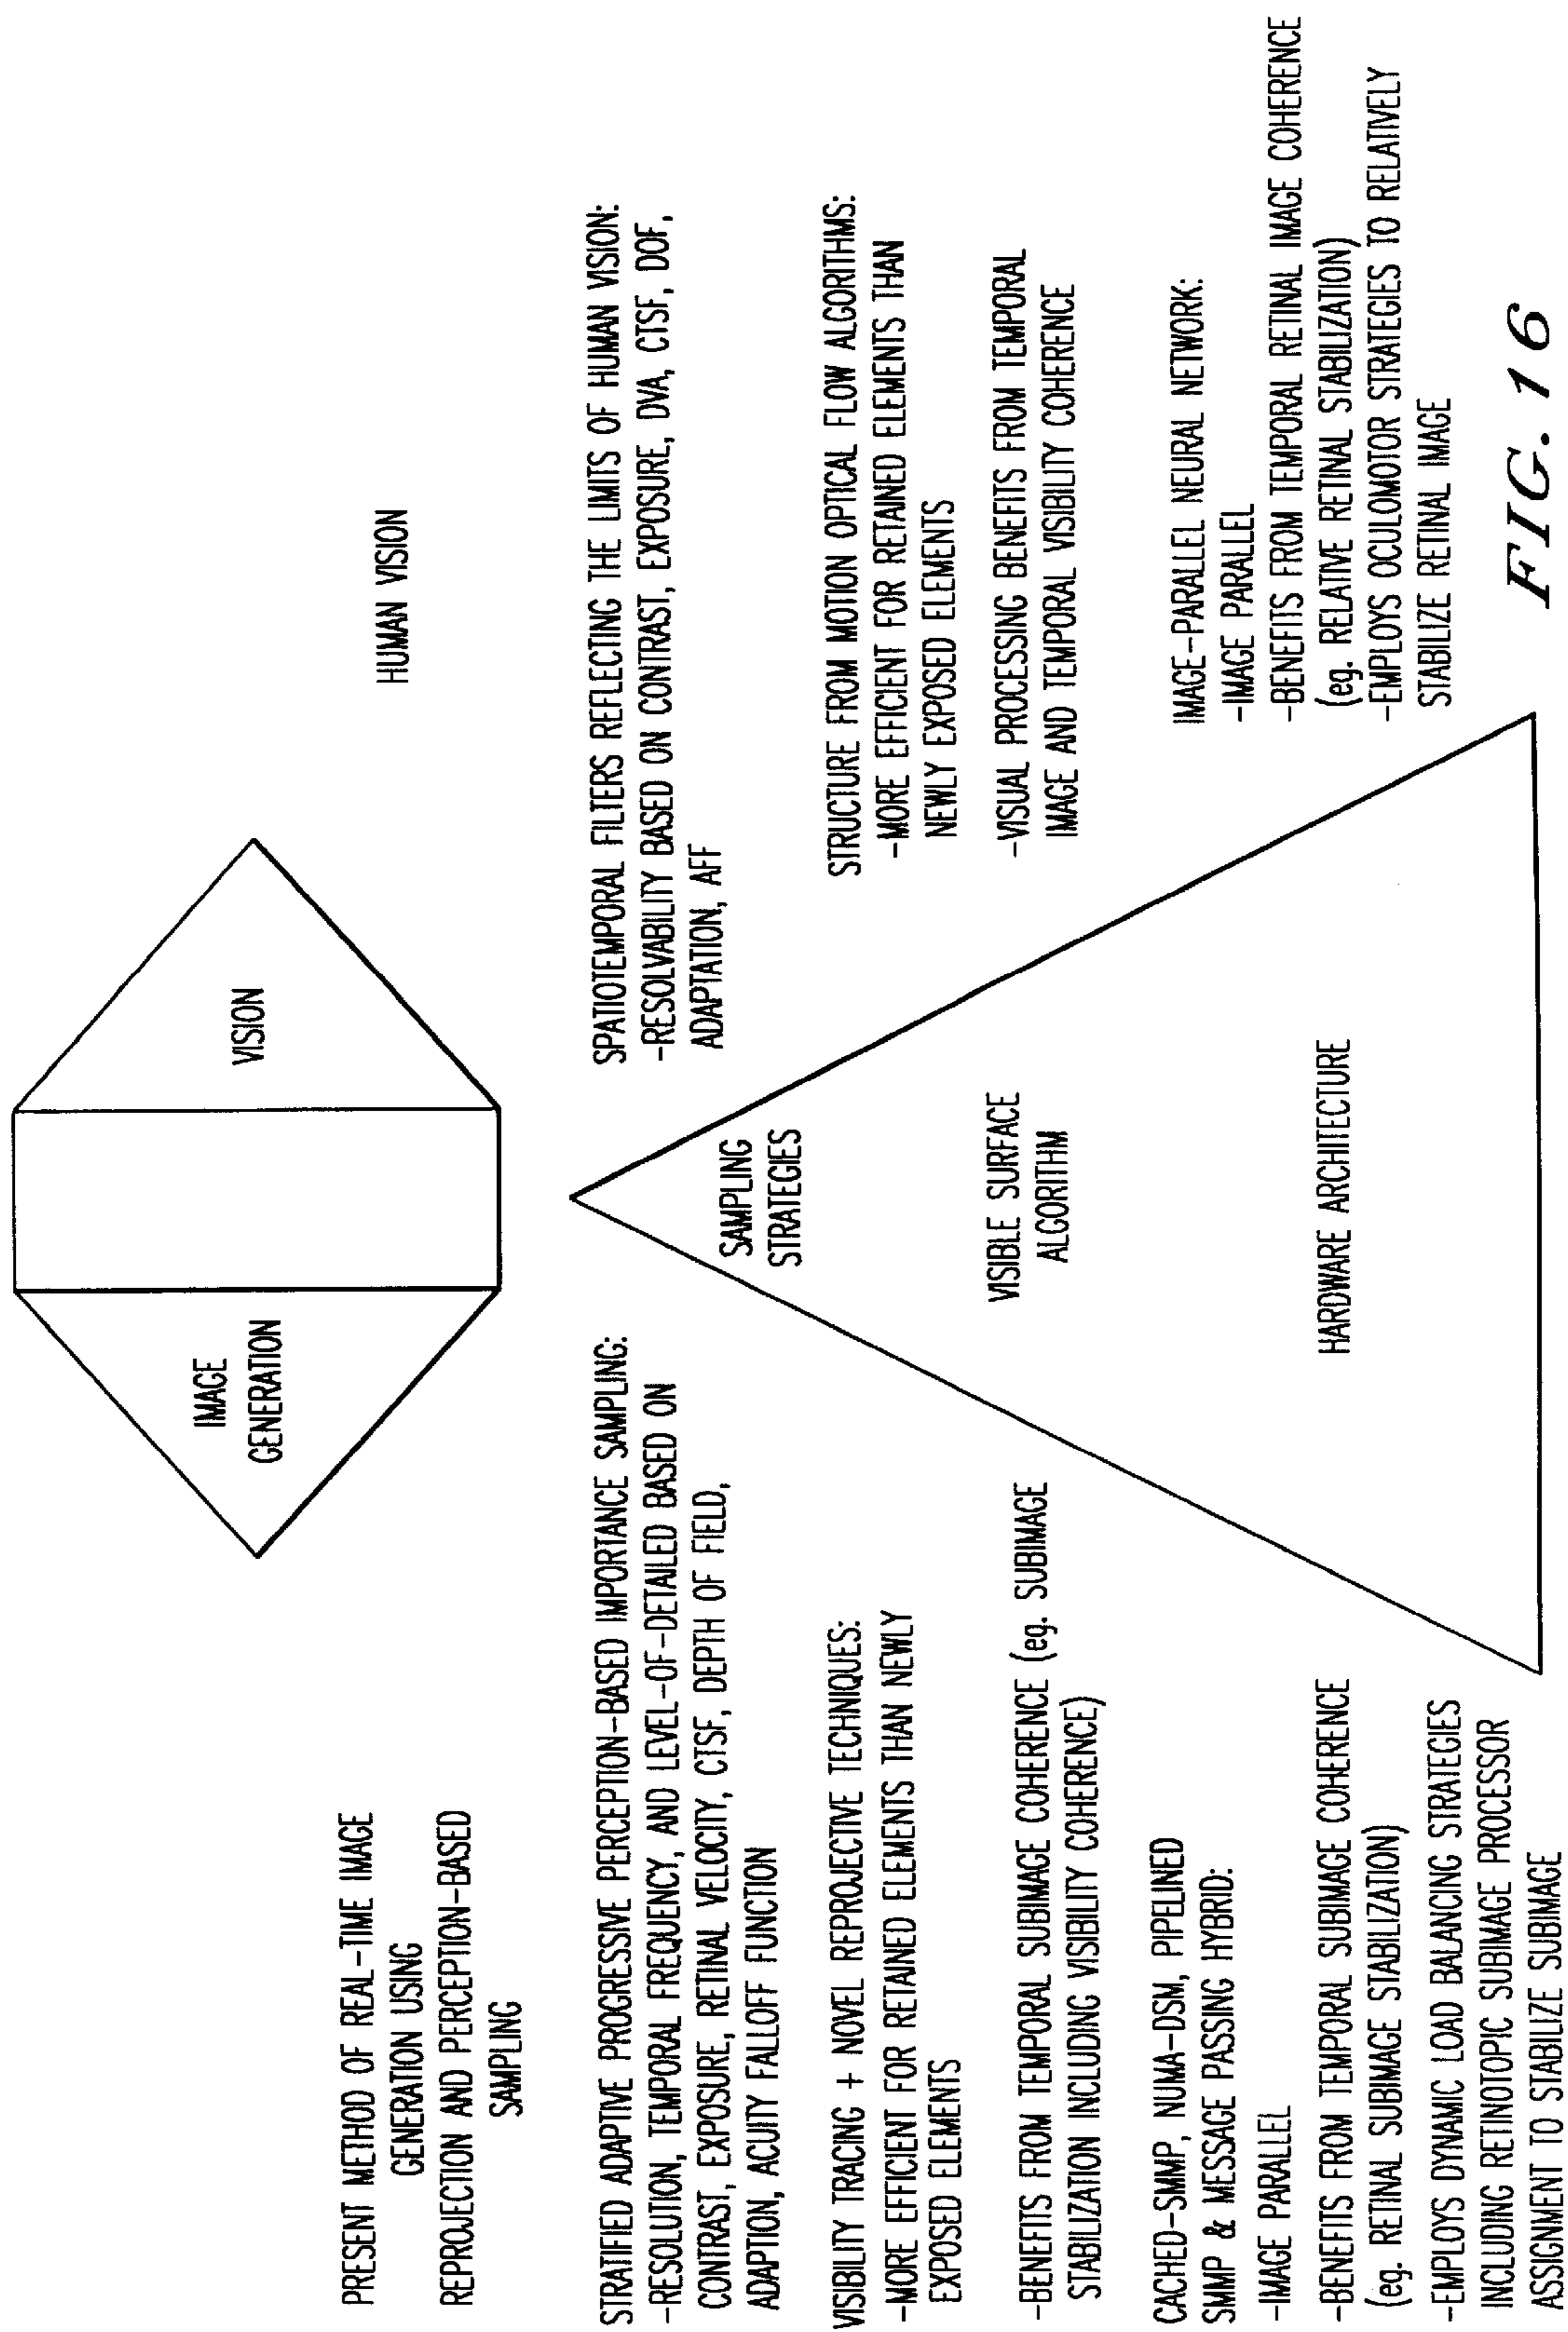 IMAGE
GENERATION
VISION
PRESENT METHOD OF REAL-TIME IMAGE
GENERATION USING
REPROJECTION AND PERCEPTION-BASED
SAMPLING
HUMAN VISION
STRATIFIED ADAPTIVE PROGRESSIVE PERCEPTION-BASED IMPORTANCE SAMPLING:
-RESOLUTION, TEMPORAL FREQUENCY, AND LEVEL-OF-DETAILED BASED ON
CONTRAST, EXPOSURE, RETINAL VELOCITY, CTSF, DEPTH OF FIELD,
ADAPTION, ACUITY FALLOFF FUNCTION
SAMPLING
STRATEGIES
SPATIOTEMPORAL FILTERS REFLECTING THE LIMITS OF HUMAN VISION:
-RESOLVABILITY BASED ON CONTRAST, EXPOSURE, DVA, CTSF, DOF,
ADAPTATION, AFF
VISIBILITY TRACING + NOVEL REPROJECTIVE TECHNIQUES:
-MORE EFFICIENT FOR RETAINED ELEMENTS THAN NEWLY
EXPOSED ELEMENTS
-BENEFITS FROM TEMPORAL SUBIMAGE COHERENCE (eg. SUBIMAGE
STABILIZATION INCLUDING VISIBILITY COHERENCE)
VISIBLE SURFACE
ALGORITHM
STRUCTURE FROM MOTION OPTICAL FLOW ALGORITHMS:
-MORE EFFICIENT FOR RETAINED ELEMENTS THAN
NEWLY EXPOSED ELEMENTS
-VISUAL PROCESSING BENEFITS FROM TEMPORAL
IMAGE AND TEMPORAL VISIBILITY COHERENCE
CACHED-SMMP, NUMA-DSM, PIPELINED
SMMP & MESSAGE PASSING HYBRID:
-IMAGE PARALLEL
-BENEFITS FROM TEMPORAL SUBIMAGE COHERENCE
(eg. RETINAL SUBIMAGE STABILIZATION)
-EMPLOYS DYNAMIC LOAD BALANCING STRATEGIES
INCLUDING RETINOTOPIC SUBIMAGE PROCESSOR
ASSIGNMENT TO STABILIZE SUBIMAGE
HARDWARE ARCHITECTURE
IMAGE-PARALLEL NEURAL NETWORK:
-IMAGE PARALLEL
-BENEFITS FROM TEMPORAL RETINAL IMAGE COHERENCE
(eg. RELATIVE RETINAL STABILIZATION)
-EMPLOYS OCULOMOTOR STRATEGIES TO RELATIVELY
STABILIZE RETINAL IMAGE
FIG. 16